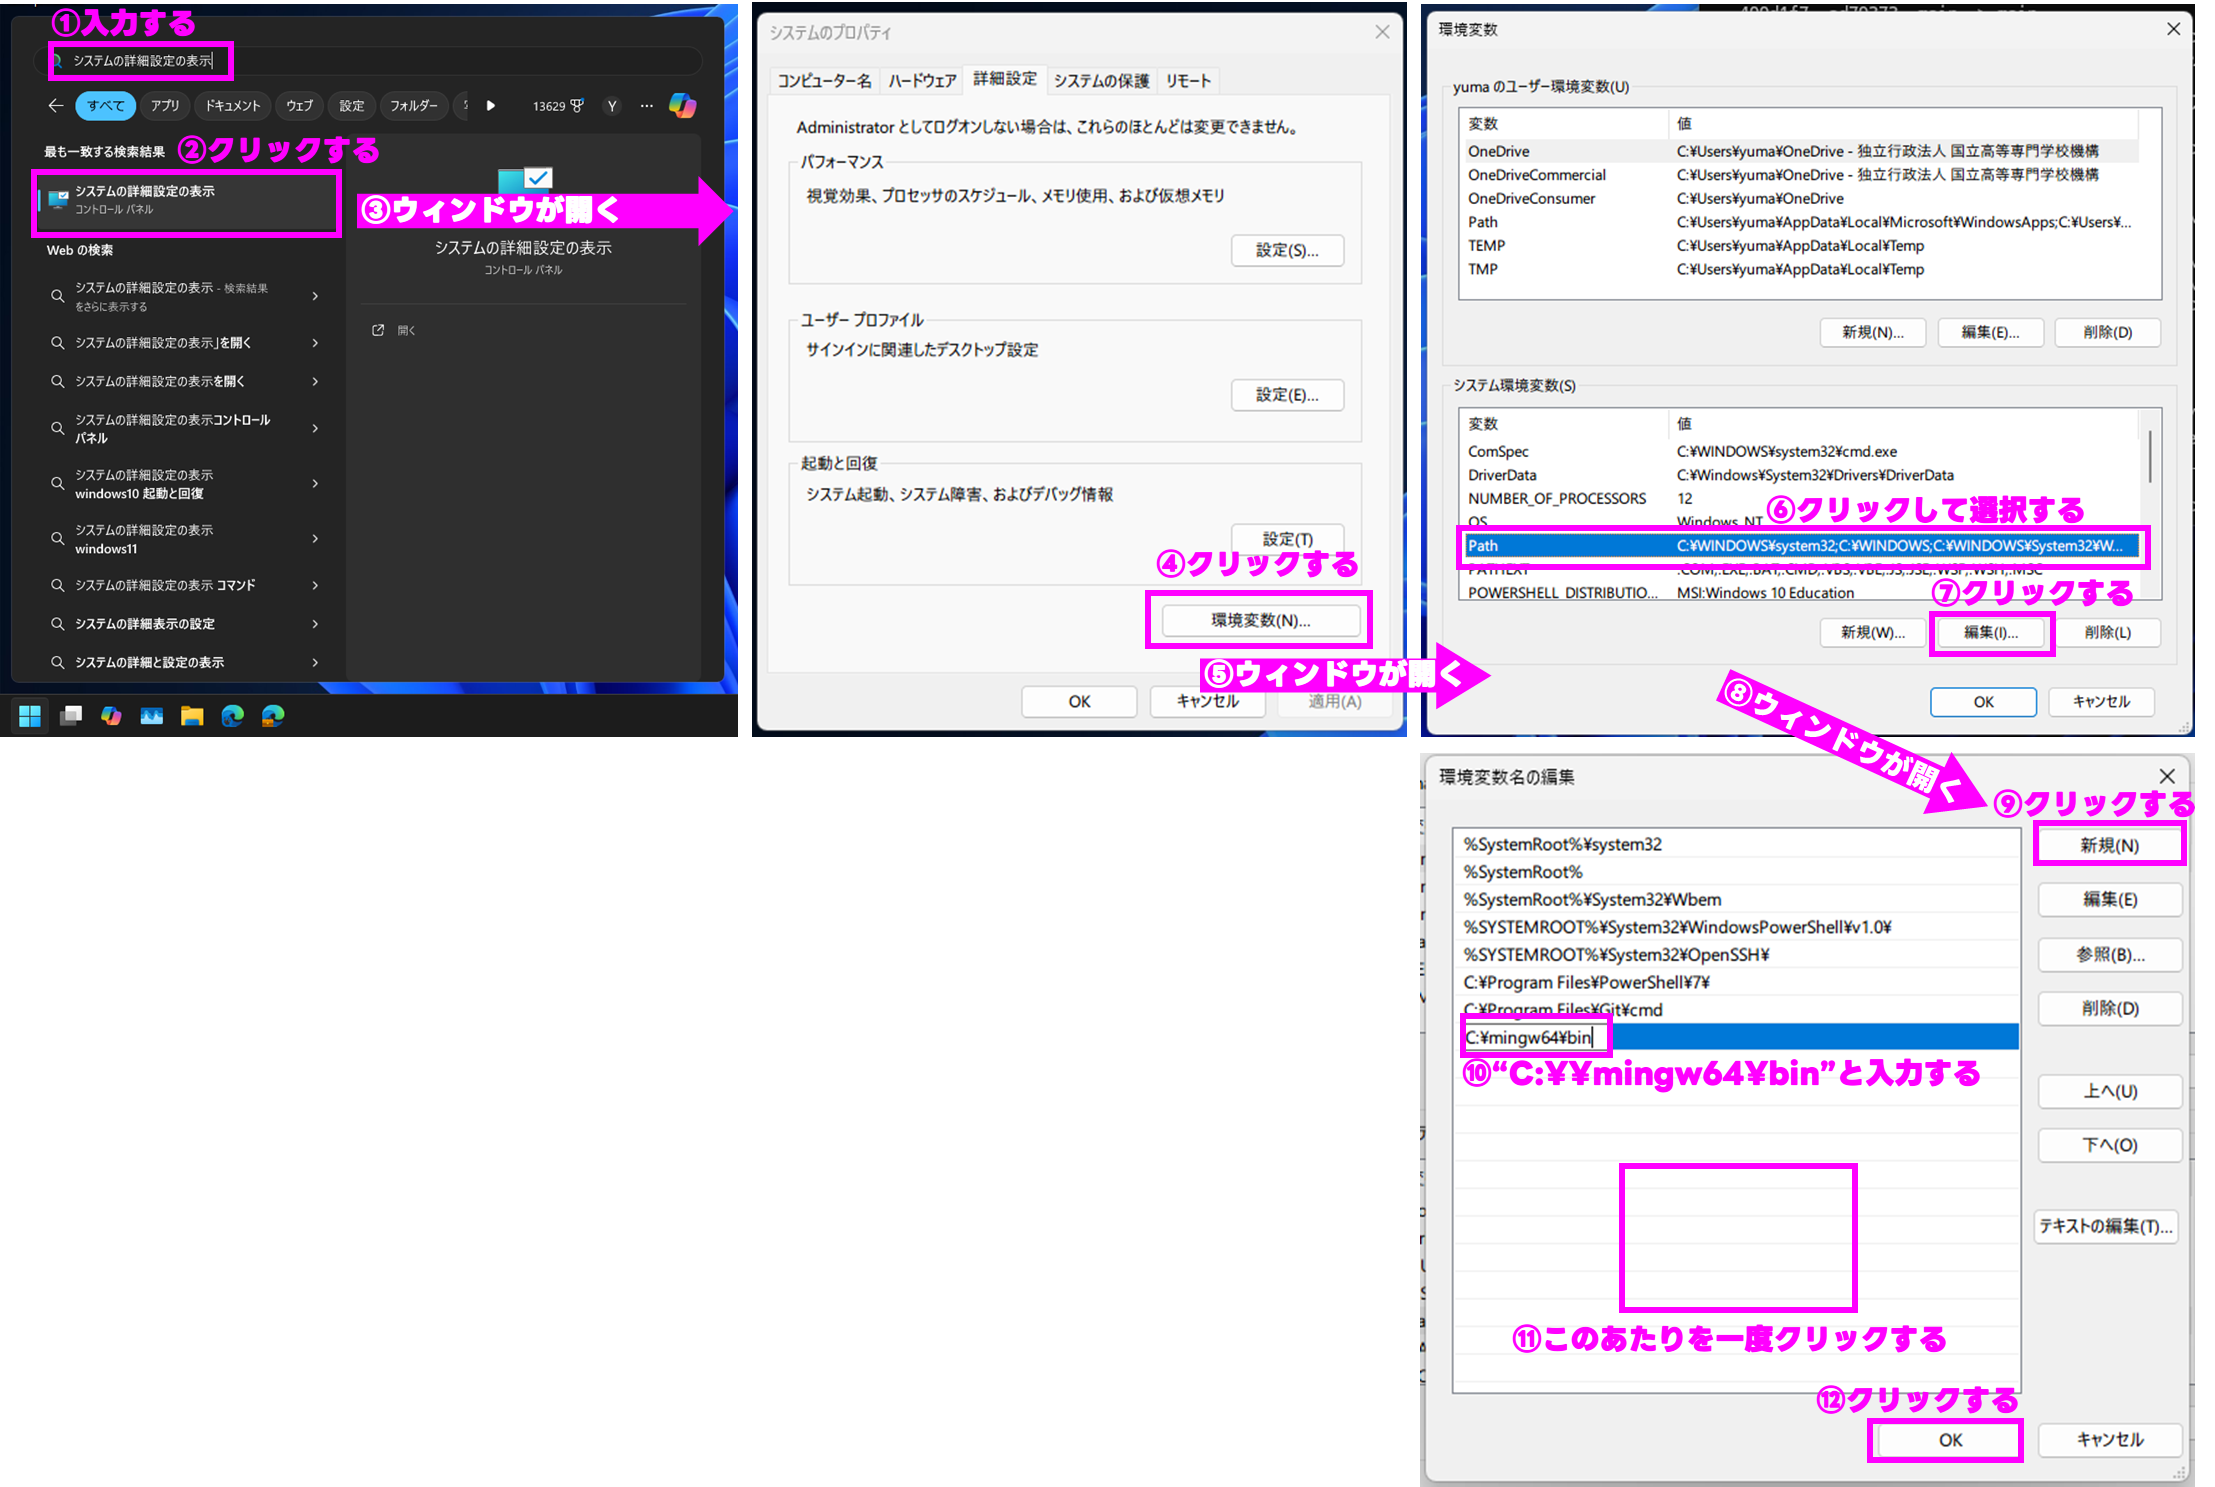 ①入力する
システムの詳細設定の表示
すべて
アプリ
ドキュメント
ウェブ
設定
フォルダー
13629
Y
最も一致する検索結果
②クリックする
システムの詳細設定の表示
コントロール パネル
Web の検索
システムの詳細設定の表示 - 検索結果
をさらに表示する
システムの詳細設定の表示」を開く
システムの詳細設定の表示を開く
システムの詳細設定の表示コントロール
パネル
システムの詳細設定の表示
windows10 起動と回復
システムの詳細設定の表示
windows11
システムの詳細設定の表示 コマンド
システムの詳細表示の設定
システムの詳細と設定の表示
③ウィンドウが開く
システムの詳細設定の表示
コントロール パネル
開く
システムのプロパティ
コンピューター名
ハードウェア
詳細設定
システムの保護
リモート
Administrator としてログオンしない場合は、これらのほとんどは変更できません。
パフォーマンス
視覚効果、プロセッサのスケジュール、メモリ使用、および仮想メモリ
設定(S)...
ユーザー プロファイル
サインインに関連したデスクトップ設定
設定(E)...
起動と回復
システム起動、システム障害、およびデバッグ情報
設定(T)
④クリックする
環境変数(N)...
⑤ウィンドウが開く
OK
キャンセル
適用(A)
環境変数
yuma のユーザー環境変数(U)
変数 値
OneDrive C:¥Users¥yuma¥OneDrive - 独立行政法人 国立高等専門学校機構
OneDriveCommercial C:¥Users¥yuma¥OneDrive - 独立行政法人 国立高等専門学校機構
OneDriveConsumer C:¥Users¥yuma¥OneDrive
Path C:¥Users¥yuma¥AppData¥Local¥Microsoft¥WindowsApps;C:¥Users¥...
TEMP C:¥Users¥yuma¥AppData¥Local¥Temp
TMP C:¥Users¥yuma¥AppData¥Local¥Temp
新規(N)...
編集(E)...
削除(D)
システム環境変数(S)
変数 値
ComSpec C:¥WINDOWS¥system32¥cmd.exe
DriverData C:¥Windows¥System32¥Drivers¥DriverData
NUMBER_OF_PROCESSORS 12
OS Windows_NT
⑥クリックして選択する
Path C:¥WINDOWS¥system32;C:¥WINDOWS;C:¥WINDOWS¥System32¥W...
PATHEXT .COM;.EXE;.BAT;.CMD;.VBS;.VBE;.JS;.JSE;.WSF;.WSH;.MSC
POWERSHELL_DISTRIBUTIO... MSI:Windows 10 Education
⑦クリックする
新規(W)...
編集(I)...
削除(L)
OK
キャンセル
⑧ウィンドウが開く
環境変数名の編集
⑨クリックする
%SystemRoot%¥system32
%SystemRoot%
%SystemRoot%¥System32¥Wbem
%SYSTEMROOT%¥System32¥WindowsPowerShell¥v1.0¥
%SYSTEMROOT%¥System32¥OpenSSH¥
C:¥Program Files¥PowerShell¥7¥
C:¥Program Files¥Git¥cmd
C:¥mingw64¥bin
⑩“C:¥¥mingw64¥bin”と入力する
新規(N)
編集(E)
参照(B)...
削除(D)
上へ(U)
下へ(O)
テキストの編集(T)...
⑪このあたりを一度クリックする
⑫クリックする
OK
キャンセル